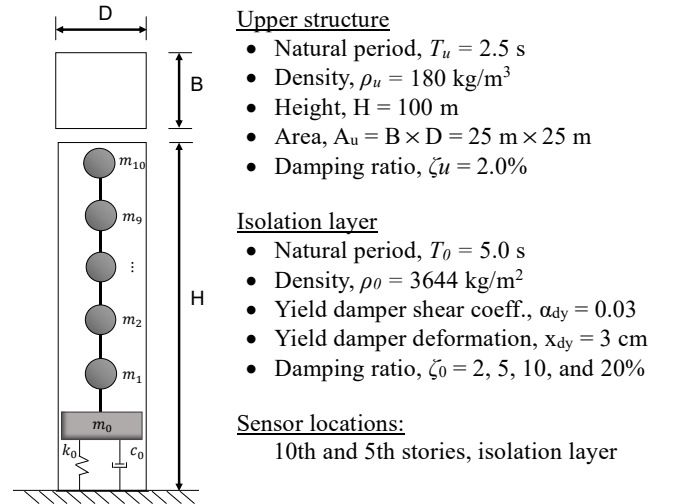 D
B
m₁₀
m₉
⋮
m₂
m₁
m₀
k₀
c₀
H
Upper structure
• Natural period, Tᵤ = 2.5 s
• Density, ρᵤ = 180 kg/m³
• Height, H = 100 m
• Area, Aᵤ = B × D = 25 m × 25 m
• Damping ratio, ζu = 2.0%
Isolation layer
• Natural period, T₀ = 5.0 s
• Density, ρ₀ = 3644 kg/m²
• Yield damper shear coeff., α_dy = 0.03
• Yield damper deformation, x_dy = 3 cm
• Damping ratio, ζ₀ = 2, 5, 10, and 20%
Sensor locations:
10th and 5th stories, isolation layer